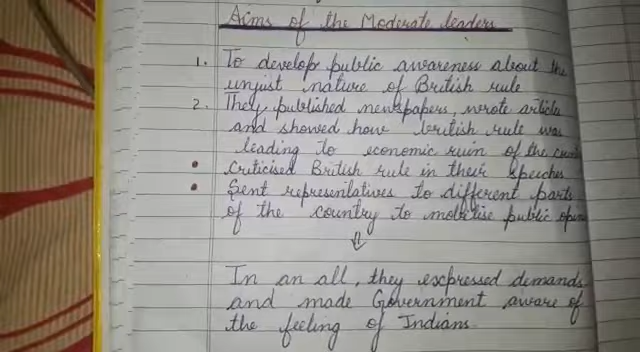 Aims of the Moderate leaders
1. To develop public awareness about the
unjust nature of British rule
2. They published newspapers, wrote article
and showed how british rule was
leading to economic ruin of the
• Criticised British rule in their speeches
• Sent representatives to different parts
of the country to mobilise public opin
⇓
In an all, they expressed demands
and made Government aware of
the feeling of Indians